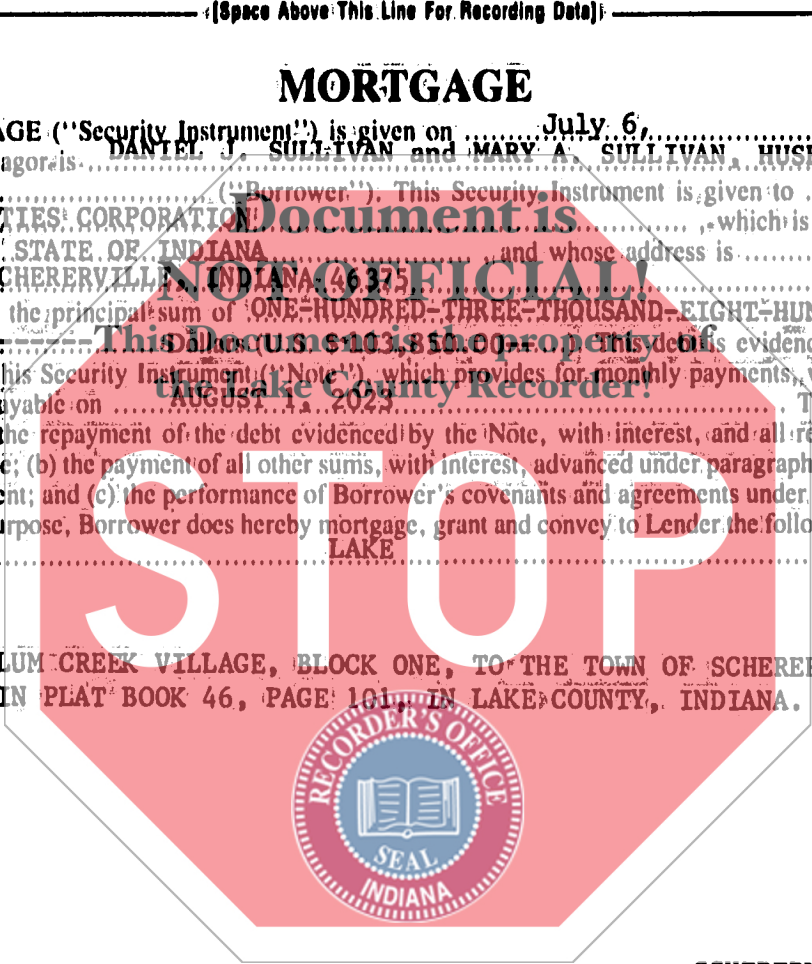 [Space Above This Line For Recording Data]
MORTGAGE
AGE ("Security Instrument") is given on July 6,
agor is DANIEL J. SULLIVAN and MARY A. SULLIVAN, HUSB
("Borrower"). This Security Instrument is given to
TIES CORPORATION , which is
STATE OF INDIANA , and whose address is
CHERERVILLE, INDIANA 46375
the principal sum of ONE-HUNDRED-THREE-THOUSAND-EIGHT-HUN
Dollars (U.S. $103,850.00 ). This debt is evidenc
his Security Instrument ("Note"), which provides for monthly payments,
ayable on AUGUST 1, 2023
he repayment of the debt evidenced by the Note, with interest, and all re
e; (b) the payment of all other sums, with interest, advanced under paragraph
ent; and (c) the performance of Borrower's covenants and agreements under
urpose, Borrower does hereby mortgage, grant and convey to Lender the follo
LAKE
LUM CREEK VILLAGE, BLOCK ONE, TO THE TOWN OF SCHERER
IN PLAT BOOK 46, PAGE 101, IN LAKE COUNTY, INDIANA.
Document is
NOT OFFICIAL!
This Document is the property of
the Lake County Recorder!
STOP
RECORDER'S OFFICE
SEAL
INDIANA